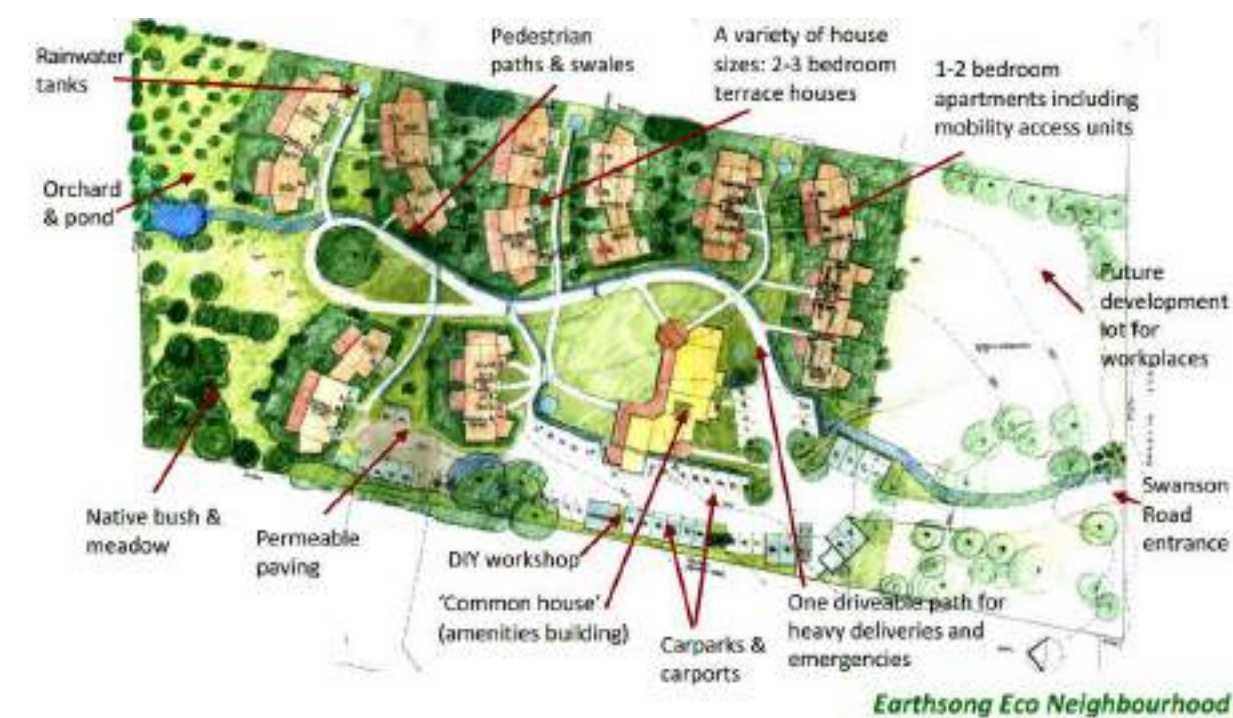 Rainwater
tanks
Pedestrian
paths & swales
A variety of house
sizes: 2-3 bedroom
terrace houses
1-2 bedroom
apartments including
mobility access units
Orchard
& pond
Future
development
lot for
workplaces
Native bush &
meadow
Permeable
paving
DIY workshop
'Common house'
(amenities building)
Carparks &
carports
One driveable path for
heavy deliveries and
emergencies
Swanson
Road
entrance
Earthsong Eco Neighbourhood